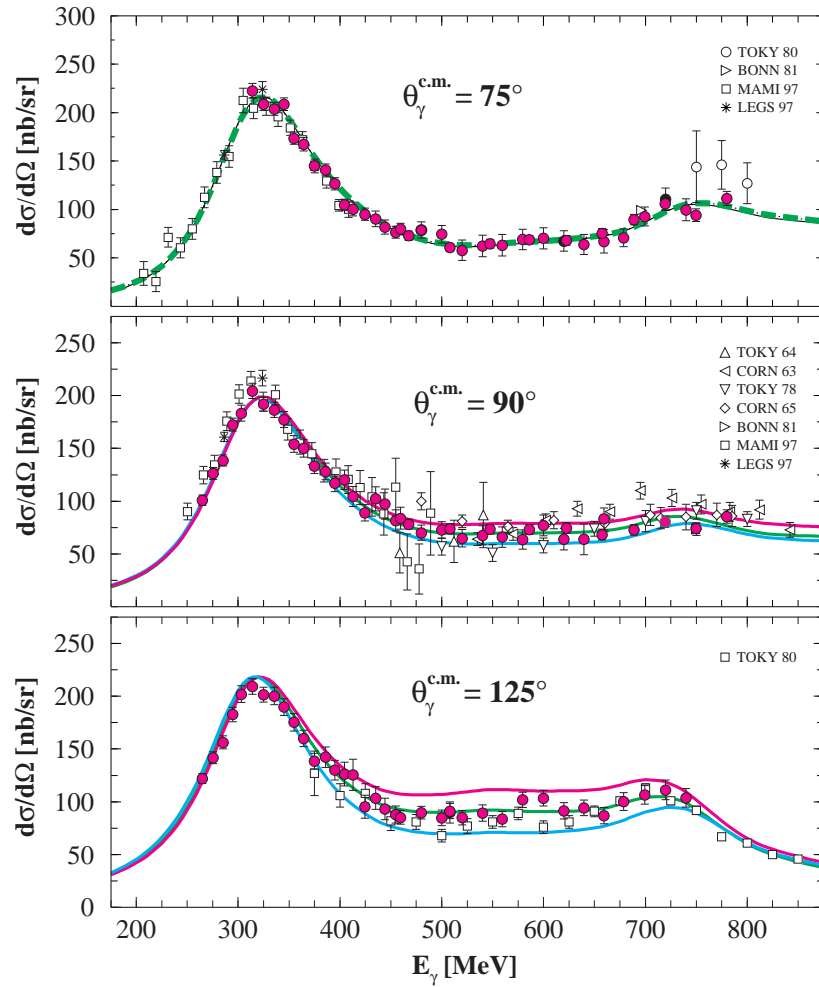 300
250
200
150
100
50
dσ/dΩ [nb/sr]
θγ^c.m. = 75°
TOKY 80
BONN 81
MAMI 97
LEGS 97
250
200
150
100
50
dσ/dΩ [nb/sr]
θγ^c.m. = 90°
TOKY 64
CORN 63
TOKY 78
CORN 65
BONN 81
MAMI 97
LEGS 97
250
200
150
100
50
0
dσ/dΩ [nb/sr]
θγ^c.m. = 125°
TOKY 80
200 300 400 500 600 700 800
Eγ [MeV]